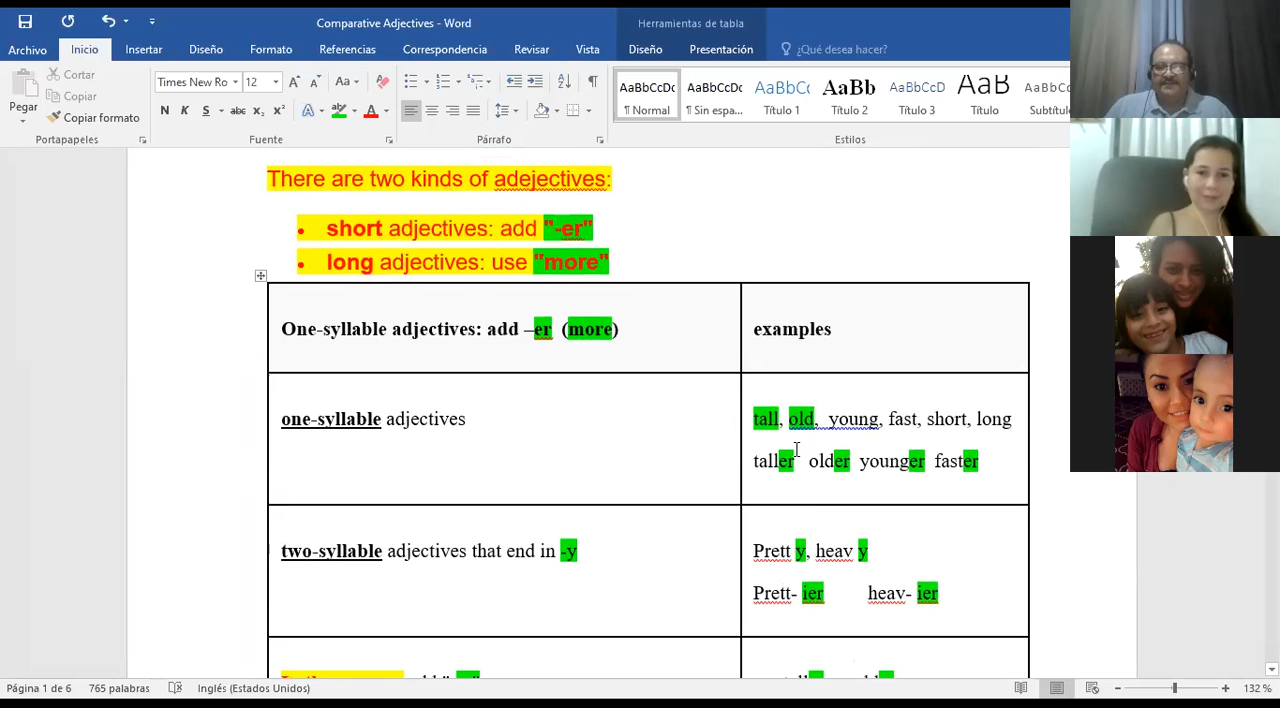 Comparative Adjectives - Word
Herramientas de tabla
Archivo Inicio Insertar Diseño Formato Referencias Correspondencia Revisar Vista Diseño Presentación ¿Qué desea hacer?
Pegar
Cortar
Copiar
Copiar formato
Times New Ro 12
N K S abc x₂ x²
AaBbCcDc AaBbCcDc AaBbCc AaBb AaBbCcD AaB AaBbCc
¶ Normal ¶ Sin espa... Título 1 Título 2 Título 3 Título Subtítul
Portapapeles Fuente Párrafo Estilos
There are two kinds of adejectives:
• short adjectives: add "-er"
• long adjectives: use "more"
One-syllable adjectives: add –er (more)
examples
one-syllable adjectives
tall, old, young, fast, short, long
taller older younger faster
two-syllable adjectives that end in -y
Prett y, heav y
Prett- ier heav- ier
Página 1 de 6 765 palabras Inglés (Estados Unidos) 132 %